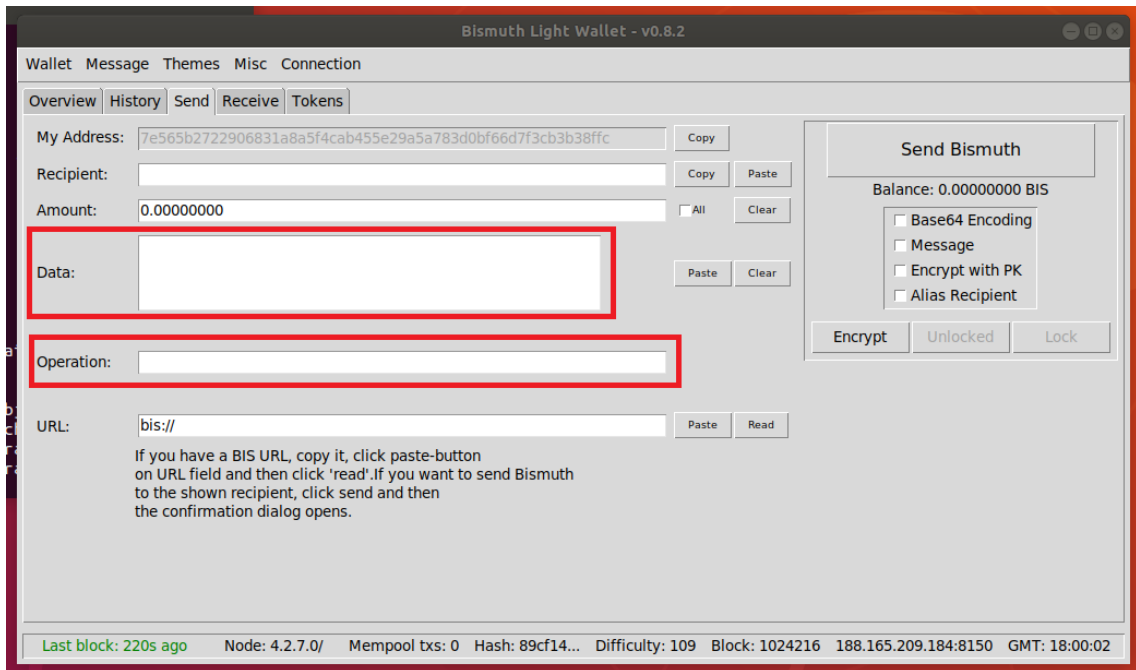 Bismuth Light Wallet - v0.8.2
Wallet Message Themes Misc Connection
Overview History Send Receive Tokens
My Address: 7e565b2722906831a8a5f4cab455e29a5a783d0bf66d7f3cb3b38ffc Copy
Send Bismuth
Recipient: Copy Paste
Balance: 0.00000000 BIS
Amount: 0.00000000 All Clear
Base64 Encoding
Message
Data: Paste Clear
Encrypt with PK
Alias Recipient
Encrypt Unlocked Lock
Operation:
URL: bis:// Paste Read
If you have a BIS URL, copy it, click paste-button
on URL field and then click 'read'.If you want to send Bismuth
to the shown recipient, click send and then
the confirmation dialog opens.
Last block: 220s ago Node: 4.2.7.0/ Mempool txs: 0 Hash: 89cf14... Difficulty: 109 Block: 1024216 188.165.209.184:8150 GMT: 18:00:02